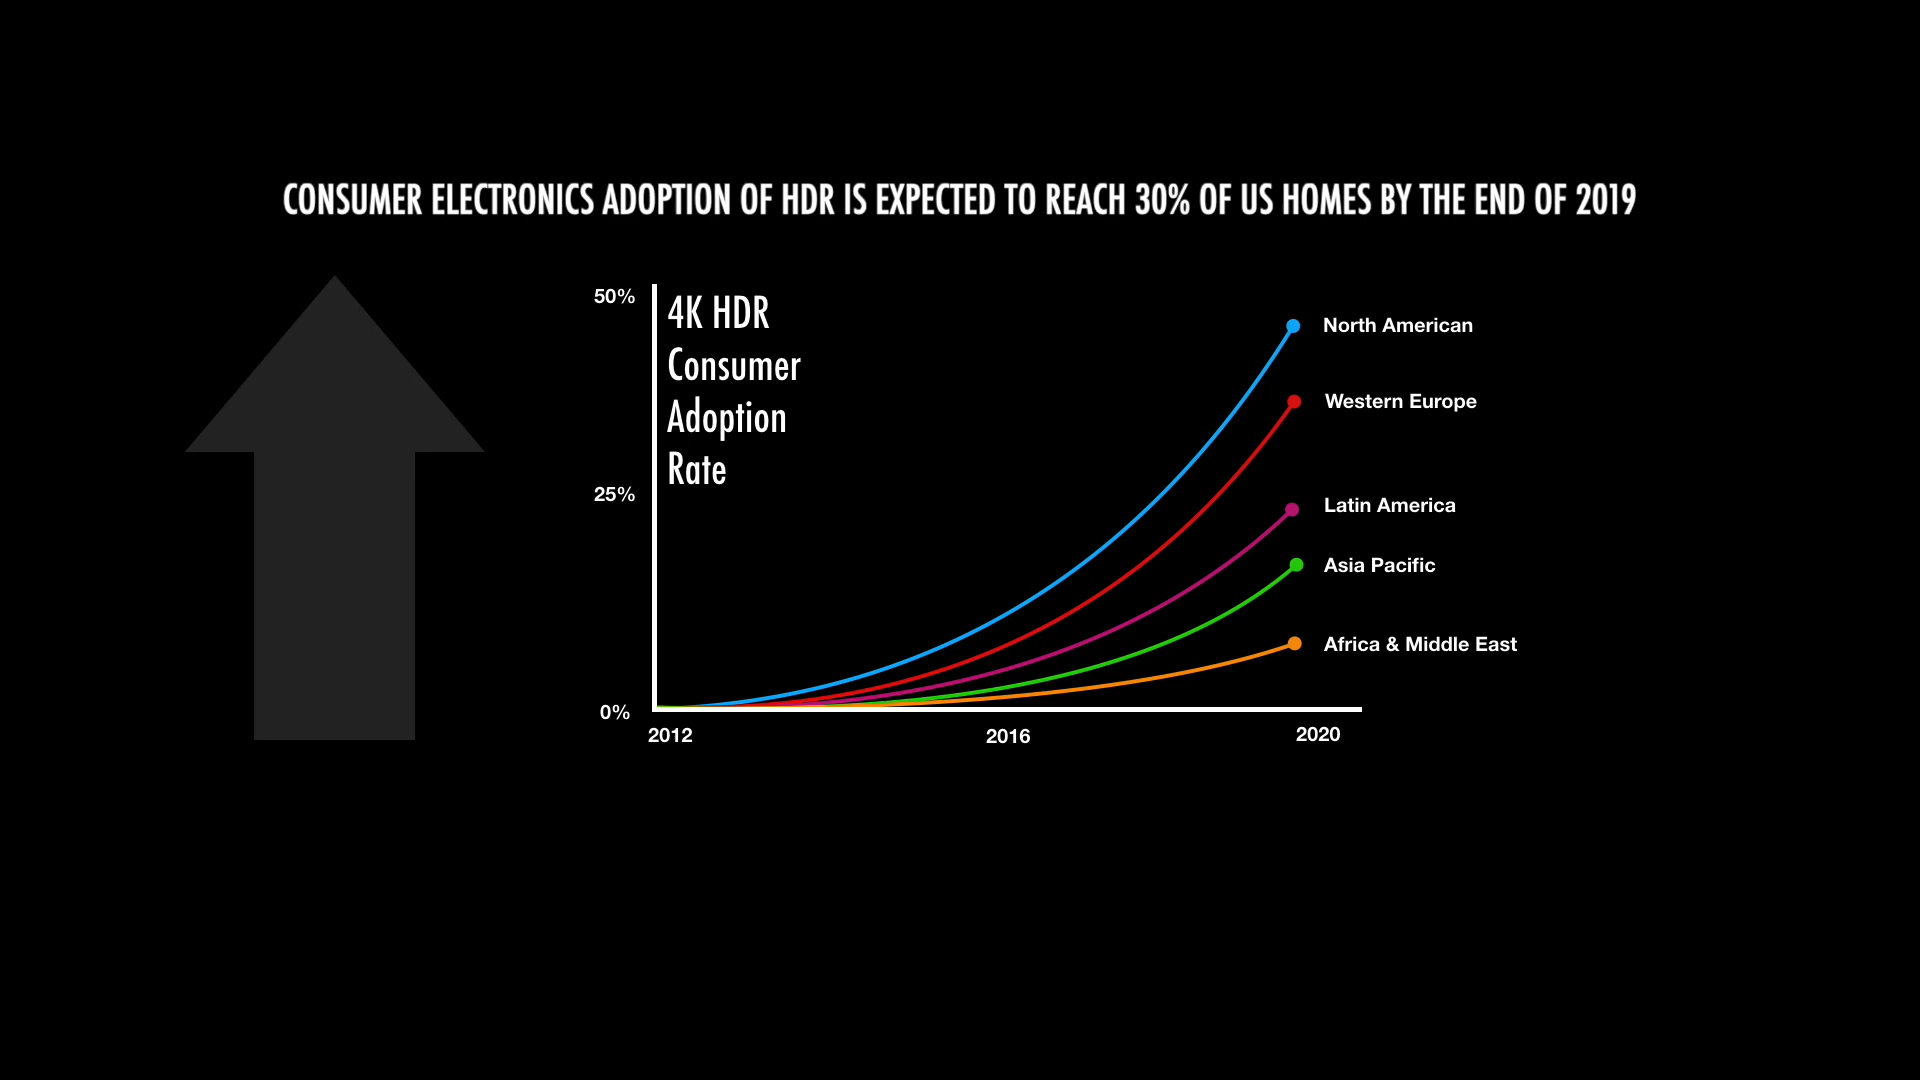 CONSUMER ELECTRONICS ADOPTION OF HDR IS EXPECTED TO REACH 30% OF US HOMES BY THE END OF 2019
50%
4K HDR
Consumer
Adoption
Rate
North American
Western Europe
25%
Latin America
Asia Pacific
Africa & Middle East
0%
2012
2016
2020